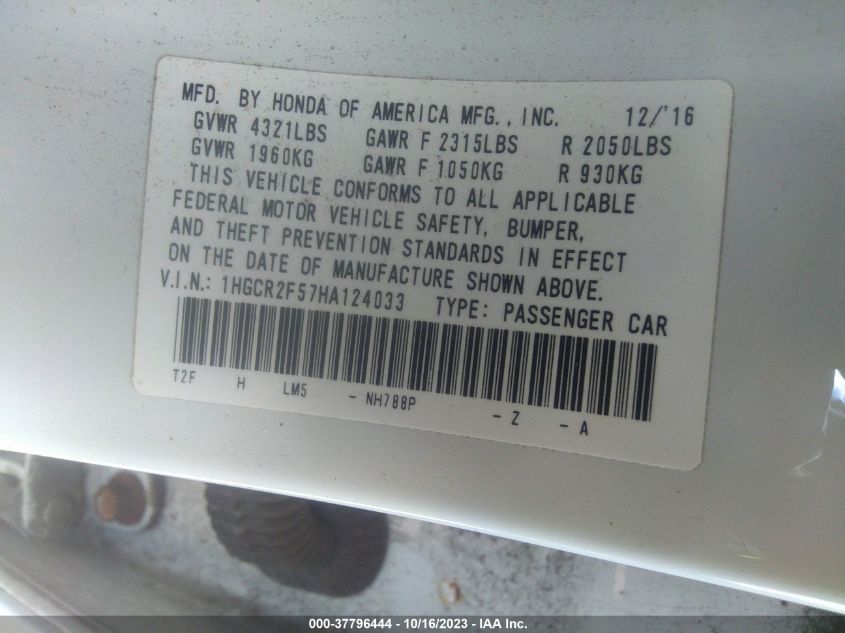 MFD. BY HONDA OF AMERICA MFG., INC. 12/'16
GVWR 4321LBS GAWR F 2315LBS R 2050LBS
GVWR 1960KG GAWR F 1050KG R 930KG
THIS VEHICLE CONFORMS TO ALL APPLICABLE
FEDERAL MOTOR VEHICLE SAFETY, BUMPER,
AND THEFT PREVENTION STANDARDS IN EFFECT
ON THE DATE OF MANUFACTURE SHOWN ABOVE.
V.I.N.: 1HGCR2F57HA124033 TYPE: PASSENGER CAR
T2F H LM5 - NH788P - Z - A
000-37796444 - 10/16/2023 - IAA Inc.